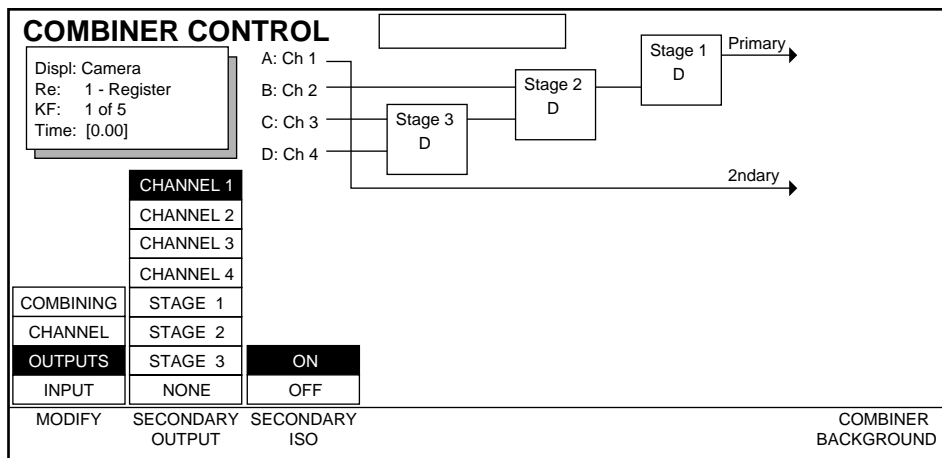 COMBINER CONTROL
Displ: Camera
Re: 1 - Register
KF: 1 of 5
Time: [0.00]
A: Ch 1
B: Ch 2
C: Ch 3
D: Ch 4
Stage 3
D
Stage 2
D
Stage 1
D
Primary
2ndary
CHANNEL 1
CHANNEL 2
CHANNEL 3
CHANNEL 4
COMBINING
STAGE 1
CHANNEL
STAGE 2
OUTPUTS
STAGE 3
ON
INPUT
NONE
OFF
MODIFY
SECONDARY
OUTPUT
SECONDARY
ISO
COMBINER
BACKGROUND